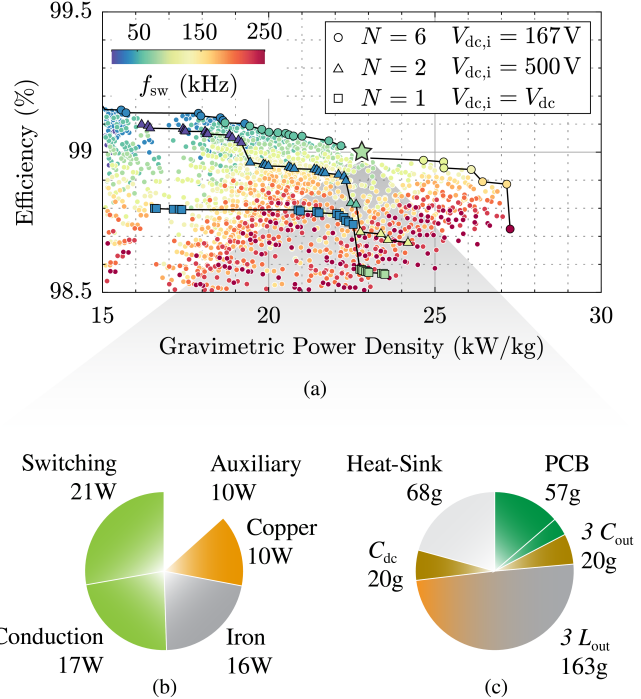 99.5
50 150 250
f_sw (kHz)
N = 6 V_dc,i = 167 V
N = 2 V_dc,i = 500 V
N = 1 V_dc,i = V_dc
Efficiency (%)
99
98.5
15 20 25 30
Gravimetric Power Density (kW/kg)
(a)
Switching
21W
Auxiliary
10W
Copper
10W
Conduction
17W
Iron
16W
(b)
Heat-Sink
68g
PCB
57g
3 C_out
20g
C_dc
20g
3 L_out
163g
(c)